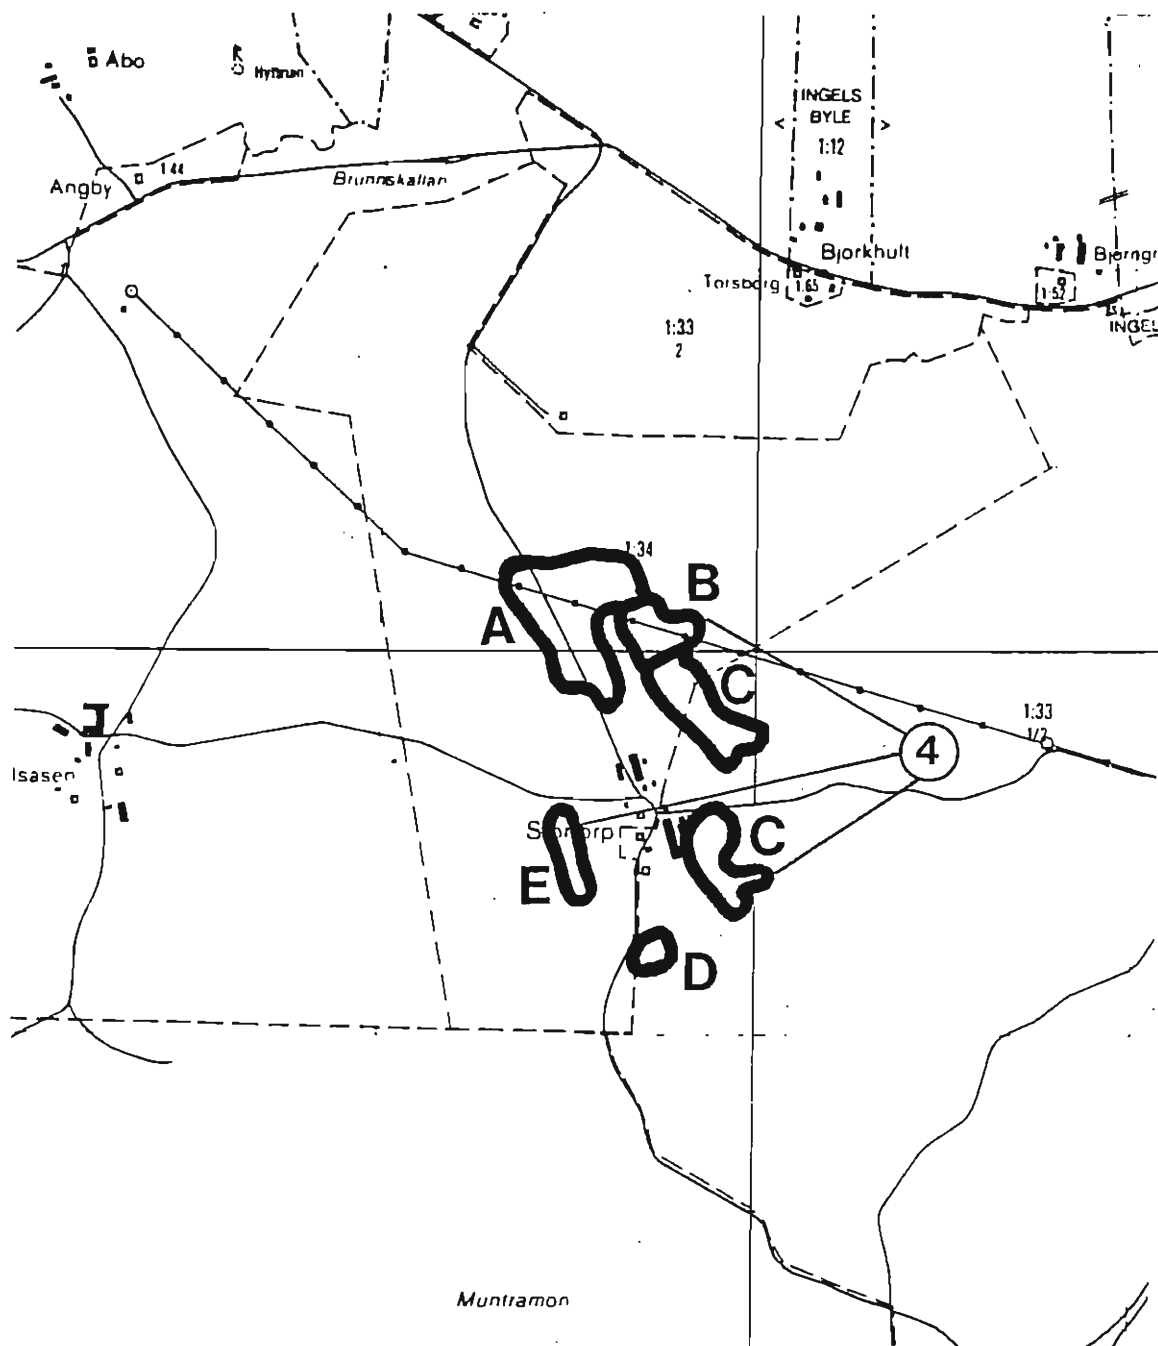 Abo
Hyttrum
INGELS
BYLE
1:12
1:44
Angby
Brunnskallan
Bjorkhult
Torsborg
1:65
1:52
INGEL
1:33
2
1:34
B
A
C
1:33
1/2
4
Isasen
C
E
D
Muntramon